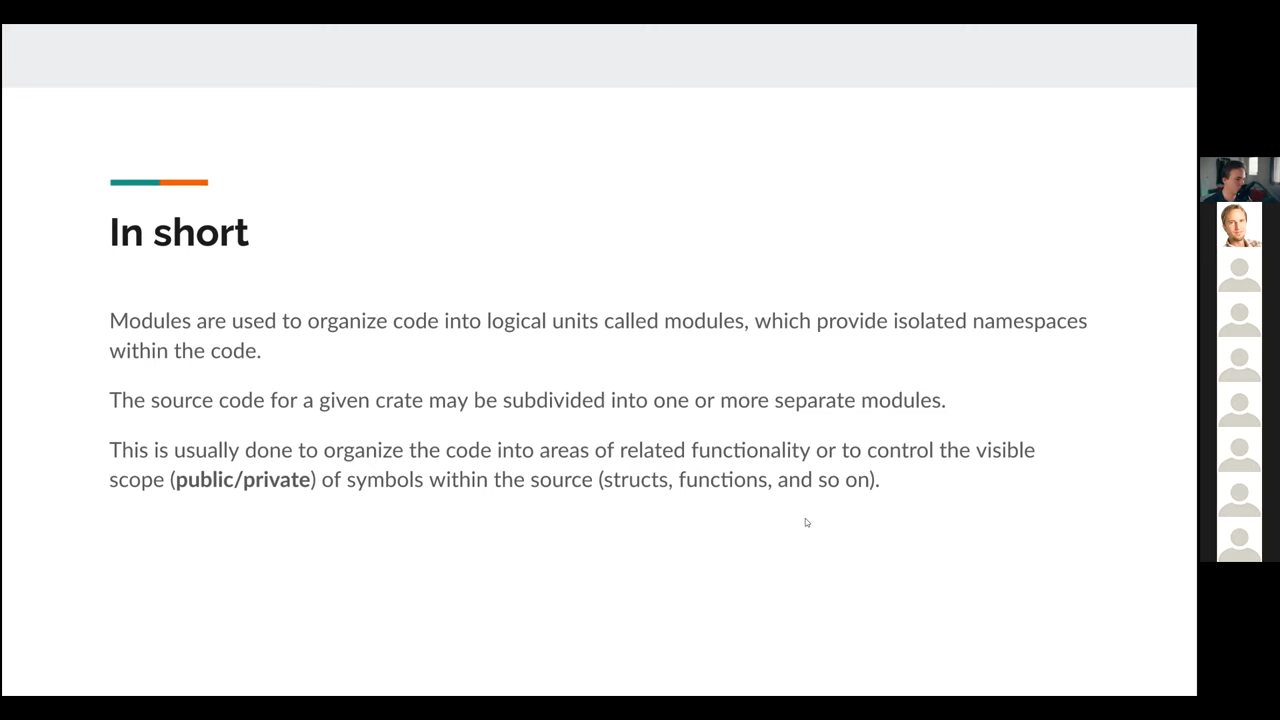 In short
Modules are used to organize code into logical units called modules, which provide isolated namespaces
within the code.
The source code for a given crate may be subdivided into one or more separate modules.
This is usually done to organize the code into areas of related functionality or to control the visible
scope (public/private) of symbols within the source (structs, functions, and so on).